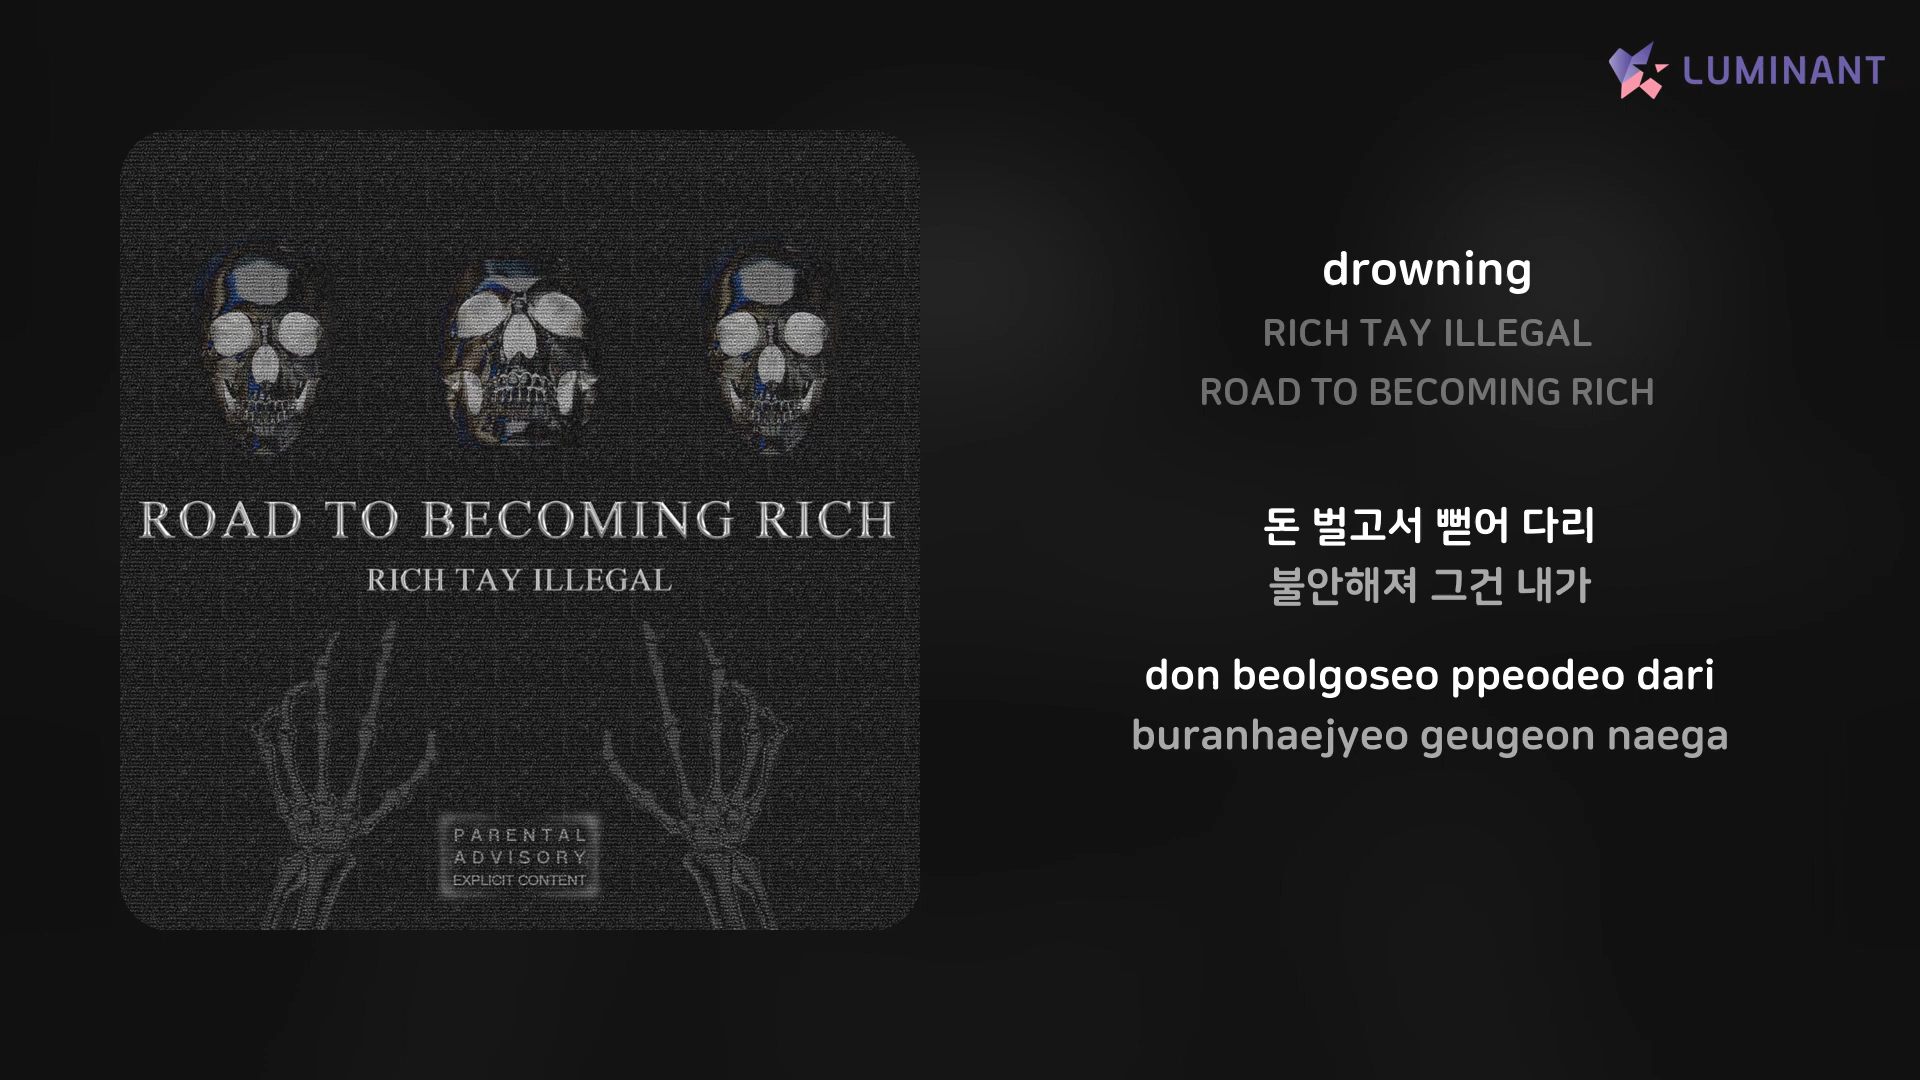 LUMINANT
ROAD TO BECOMING RICH
RICH TAY ILLEGAL
PARENTAL
ADVISORY
EXPLICIT CONTENT
drowning
RICH TAY ILLEGAL
ROAD TO BECOMING RICH
돈 벌고서 뻗어 다리
불안해져 그건 내가
don beolgoseo ppeodeo dari
buranhaejyeo geugeon naega